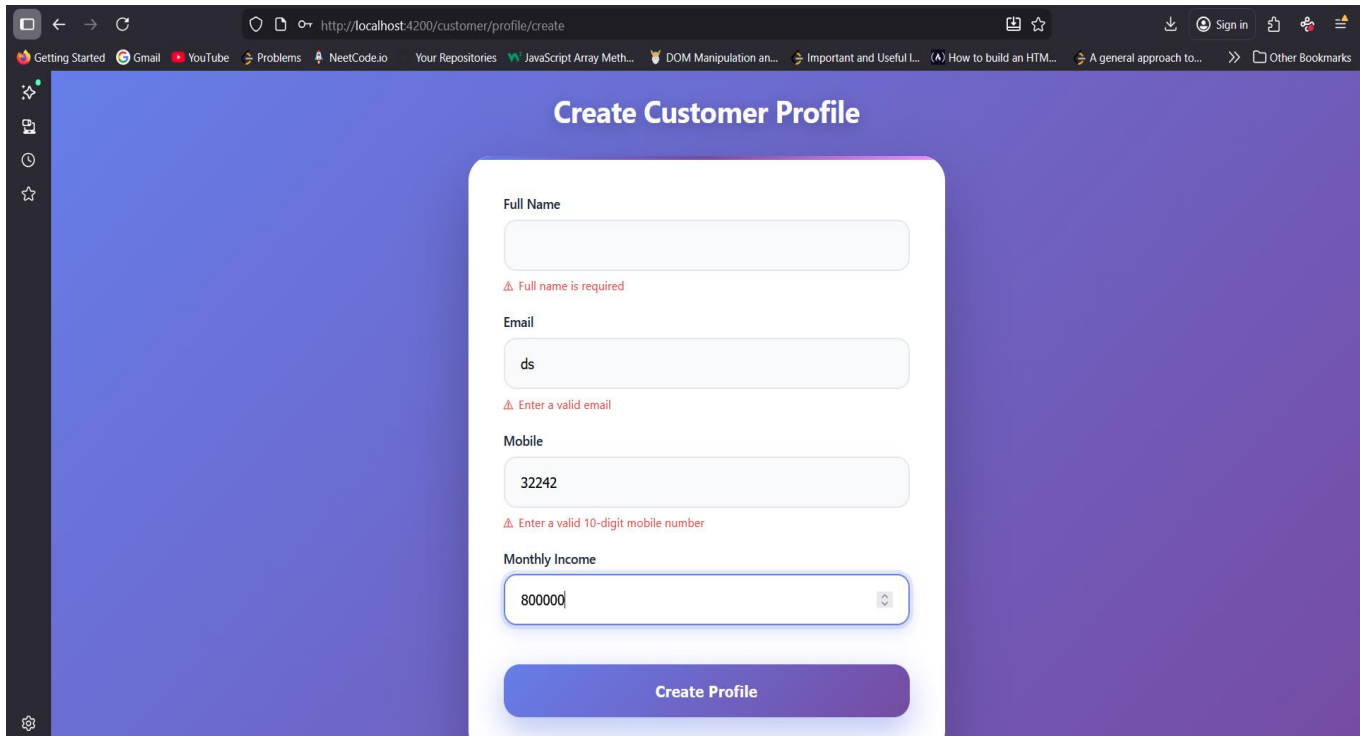 http://localhost:4200/customer/profile/create
Sign in
Getting Started Gmail YouTube Problems NeetCode.io Your Repositories JavaScript Array Meth... DOM Manipulation an... Important and Useful l... How to build an HTM... A general approach to... Other Bookmarks
Create Customer Profile
Full Name
Full name is required
Email
ds
Enter a valid email
Mobile
32242
Enter a valid 10-digit mobile number
Monthly Income
800000
Create Profile